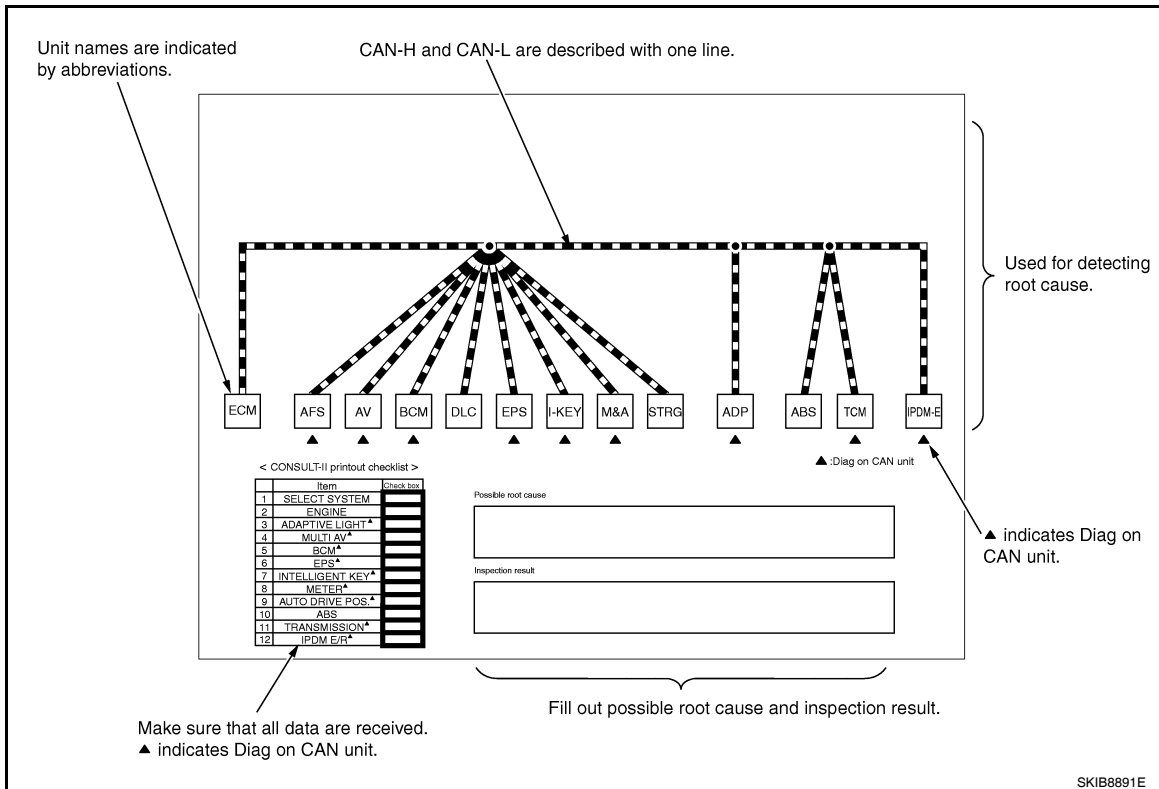 Unit names are indicated
by abbreviations.
CAN-H and CAN-L are described with one line.
Used for detecting
root cause.
ECM
AFS
AV
BCM
DLC
EPS
I-KEY
M&A
STRG
ADP
ABS
TCM
IPDM-E
▲ ▲ ▲ ▲ ▲ ▲ ▲ ▲ ▲
▲ :Diag on CAN unit
< CONSULT-II printout checklist >
Item Check box
1 SELECT SYSTEM
2 ENGINE
3 ADAPTIVE LIGHT▲
4 MULTI AV▲
5 BCM▲
6 EPS▲
7 INTELLIGENT KEY▲
8 METER▲
9 AUTO DRIVE POS.▲
10 ABS
11 TRANSMISSION▲
12 IPDM E/R▲
Possible root cause
Inspection result
▲ indicates Diag on
CAN unit.
Fill out possible root cause and inspection result.
Make sure that all data are received.
▲ indicates Diag on CAN unit.
SKIB8891E